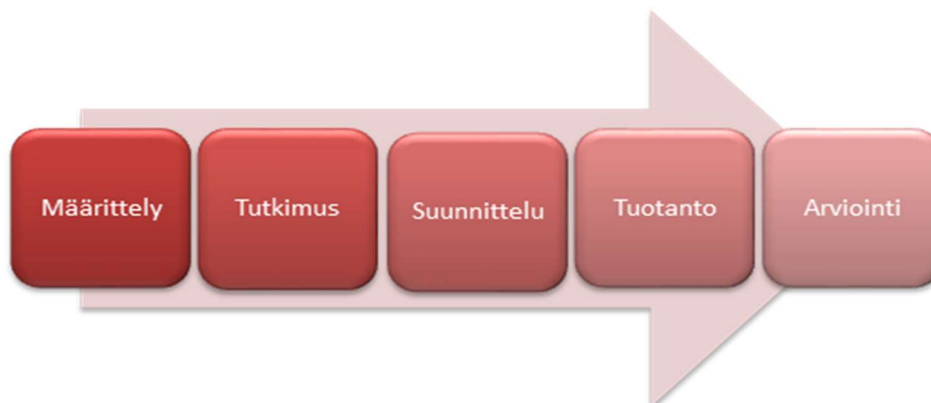 Määrittely
Tutkimus
Suunnittelu
Tuotanto
Arviointi